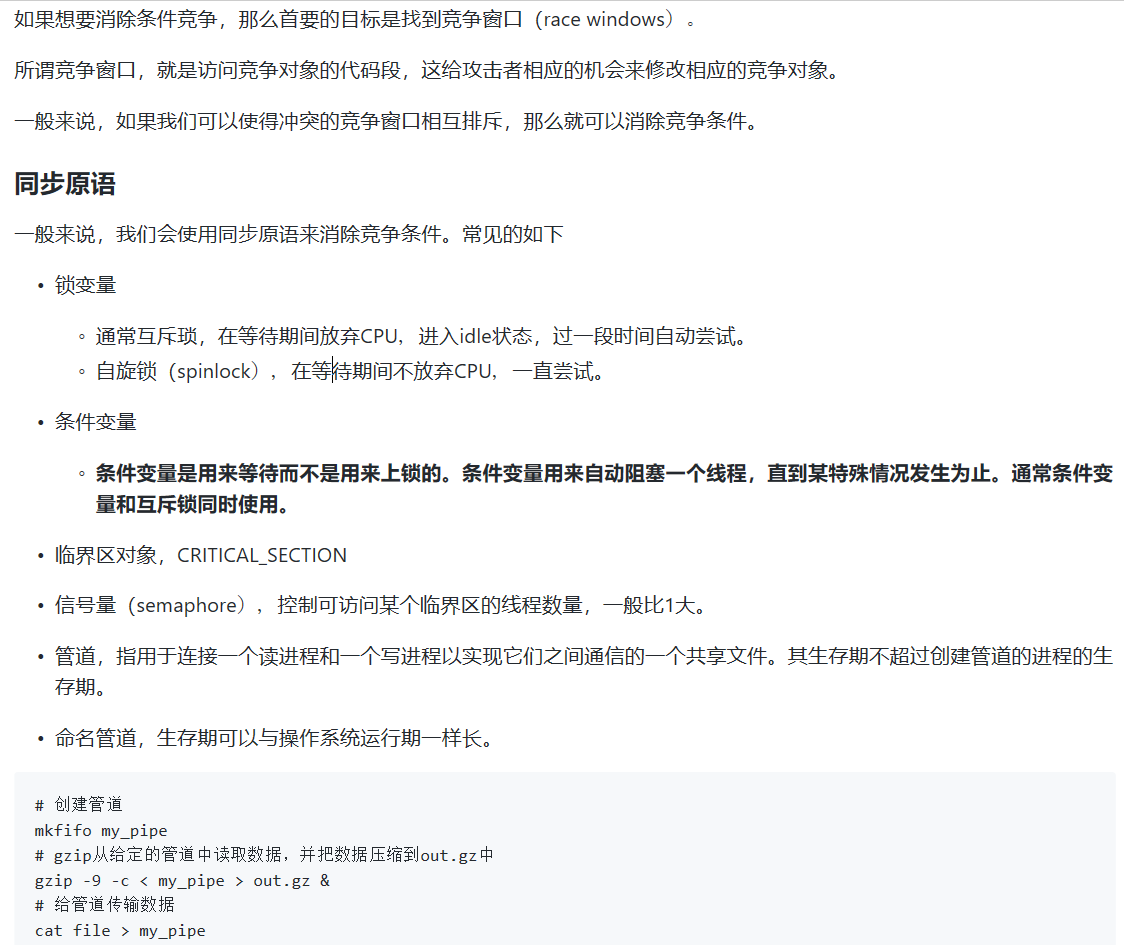 如果想要消除条件竞争，那么首要的目标是找到竞争窗口（race windows）。
所谓竞争窗口，就是访问竞争对象的代码段，这给攻击者相应的机会来修改相应的竞争对象。
一般来说，如果我们可以使得冲突的竞争窗口相互排斥，那么就可以消除竞争条件。
同步原语
一般来说，我们会使用同步原语来消除竞争条件。常见的如下
• 锁变量
◦ 通常互斥琐，在等待期间放弃CPU，进入idle状态，过一段时间自动尝试。
◦ 自旋锁（spinlock），在等待期间不放弃CPU，一直尝试。
• 条件变量
◦ 条件变量是用来等待而不是用来上锁的。条件变量用来自动阻塞一个线程，直到某特殊情况发生为止。通常条件变
量和互斥锁同时使用。
• 临界区对象，CRITICAL_SECTION
• 信号量（semaphore），控制可访问某个临界区的线程数量，一般比1大。
• 管道，指用于连接一个读进程和一个写进程以实现它们之间通信的一个共享文件。其生存期不超过创建管道的进程的生
存期。
• 命名管道，生存期可以与操作系统运行期一样长。
# 创建管道
mkfifo my_pipe
# gzip从给定的管道中读取数据，并把数据压缩到out.gz中
gzip -9 -c < my_pipe > out.gz &
# 给管道传输数据
cat file > my_pipe